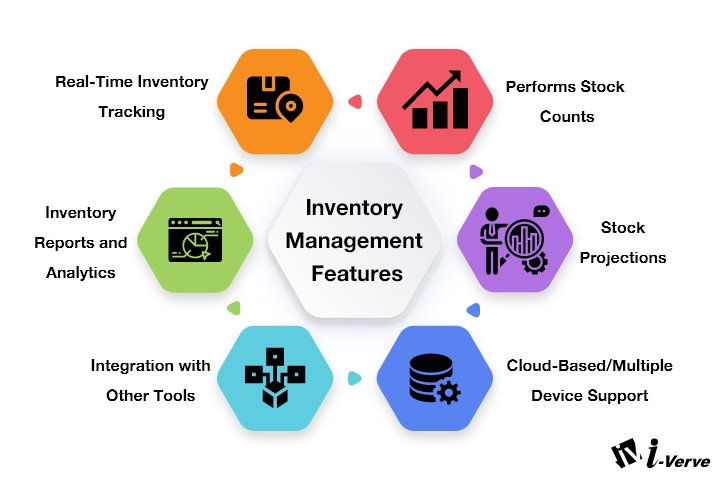 Real-Time Inventory
Tracking
Performs Stock
Counts
Inventory
Management
Features
Inventory
Reports and
Analytics
Stock
Projections
Integration with
Other Tools
Cloud-Based/Multiple
Device Support
i-Verve